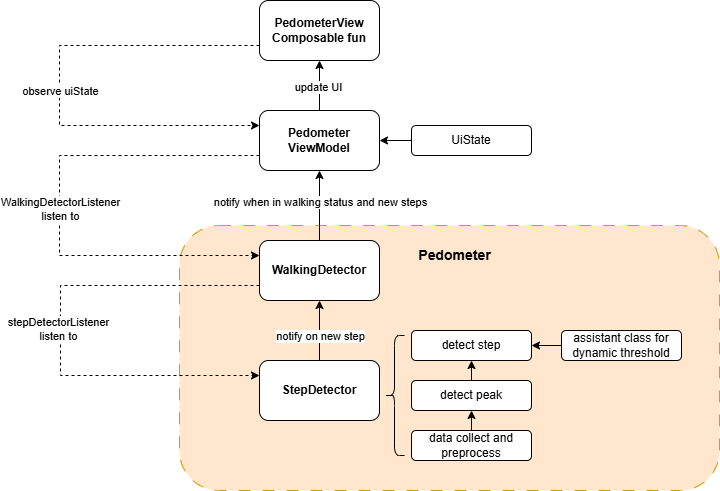 PedometerView
Composable fun
observe uiState
update UI
Pedometer
ViewModel
UiState
WalkingDetectorListener
listen to
notify when in walking status and new steps
Pedometer
WalkingDetector
stepDetectorListener
listen to
notify on new step
detect step
assistant class for
dynamic threshold
StepDetector
detect peak
data collect and
preprocess